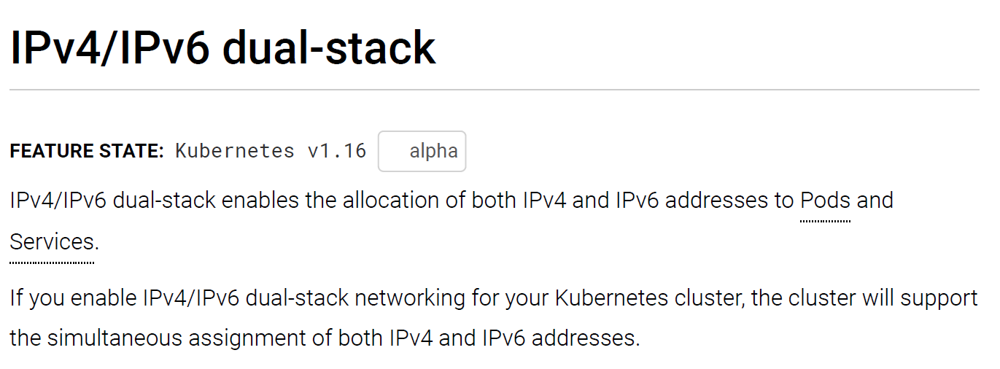 IPv4/IPv6 dual-stack
FEATURE STATE: Kubernetes v1.16 alpha
IPv4/IPv6 dual-stack enables the allocation of both IPv4 and IPv6 addresses to Pods and
Services.
If you enable IPv4/IPv6 dual-stack networking for your Kubernetes cluster, the cluster will support
the simultaneous assignment of both IPv4 and IPv6 addresses.